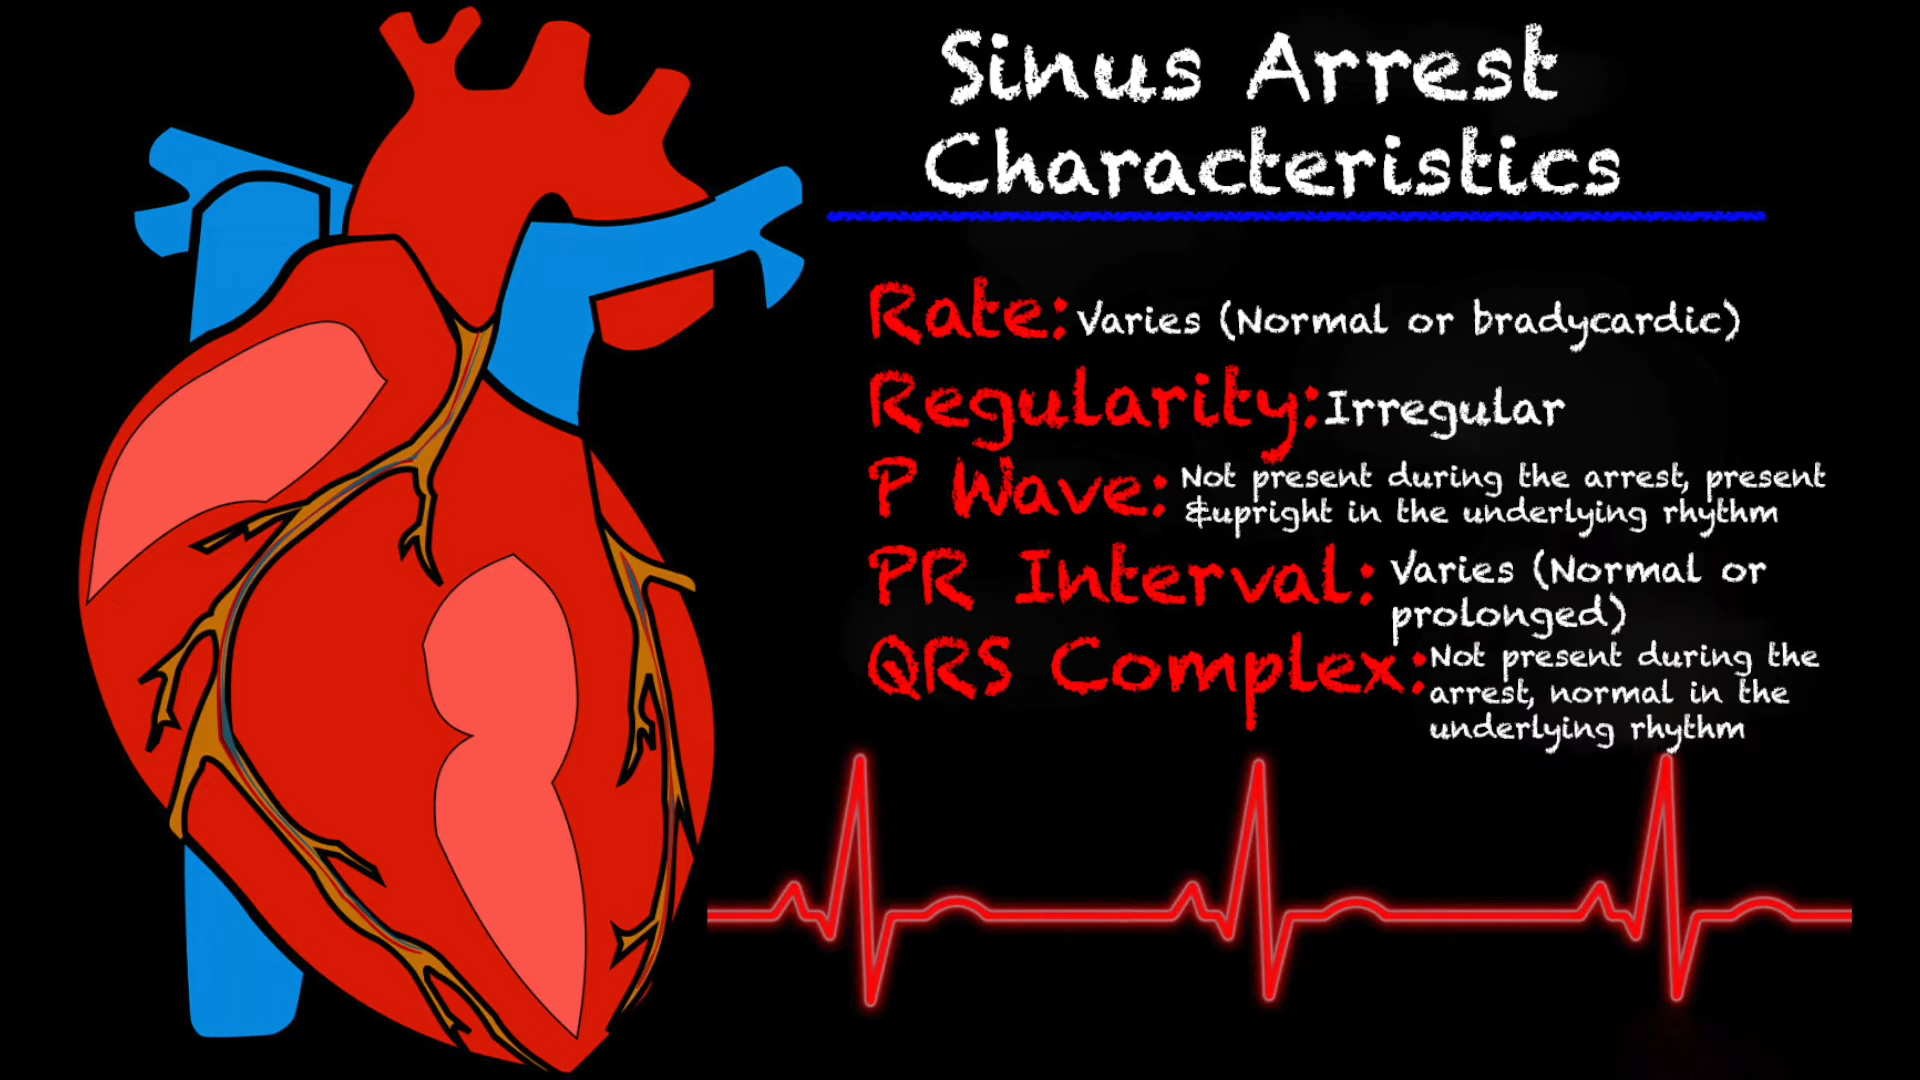 Sinus Arrest
Characteristics
Rate: Varies (Normal or bradycardic)
Regularity: Irregular
P Wave: Not present during the arrest, present
&upright in the underlying rhythm
PR Interval: Varies (Normal or
prolonged)
QRS Complex: Not present during the
arrest, normal in the
underlying rhythm